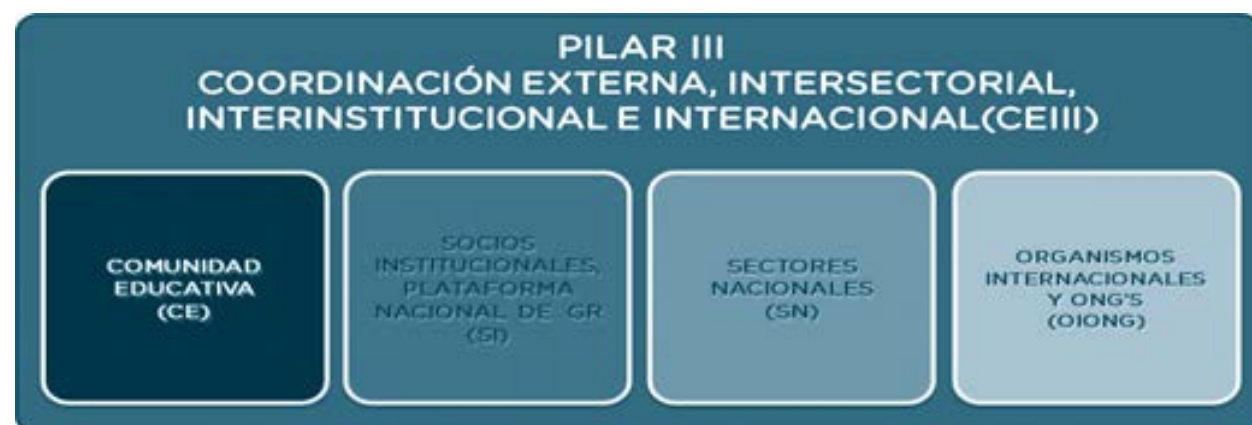 PILAR III
COORDINACIÓN EXTERNA, INTERSECTORIAL,
INTERINSTITUCIONAL E INTERNACIONAL(CEIII)
COMUNIDAD
EDUCATIVA
(CE)
SOCIOS
INSTITUCIONALES,
PLATAFORMA
NACIONAL DE GR
(SI)
SECTORES
NACIONALES
(SN)
ORGANISMOS
INTERNACIONALES
Y ONG'S
(OIONG)